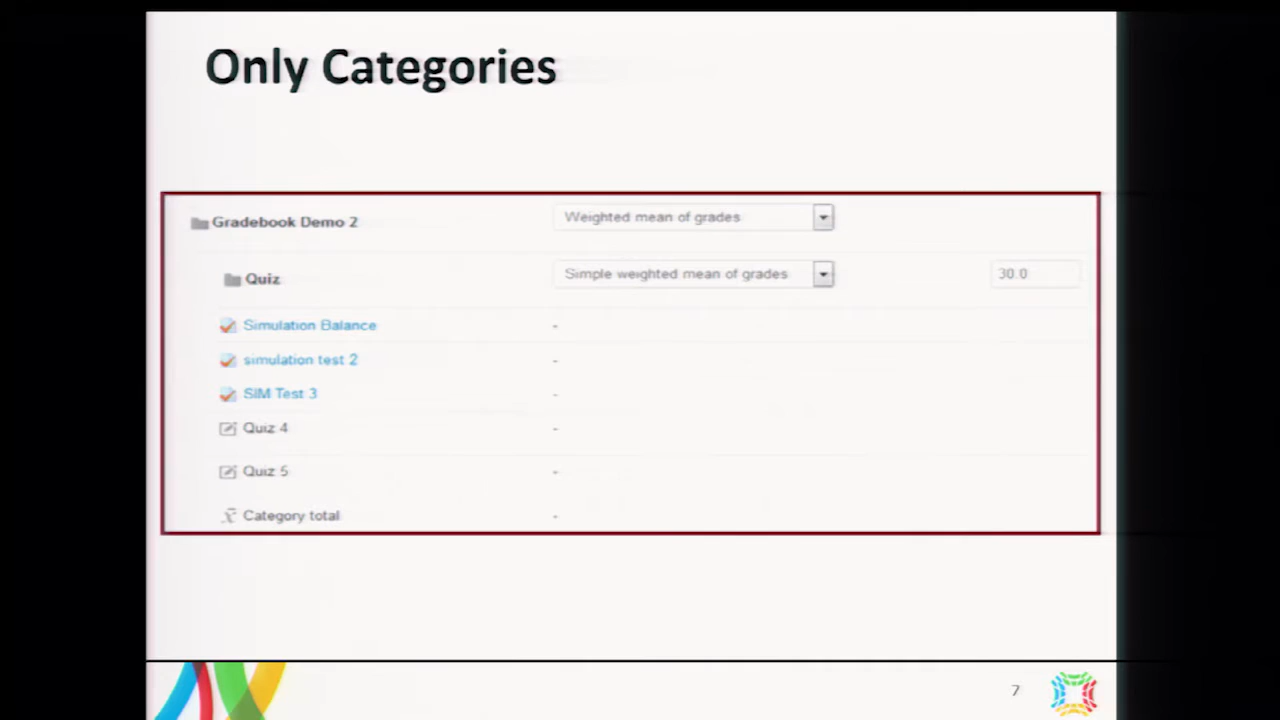 Only Categories
Gradebook Demo 2 Weighted mean of grades
Quiz Simple weighted mean of grades 30.0
Simulation Balance -
simulation test 2 -
SIM Test 3 -
Quiz 4 -
Quiz 5 -
Category total -
7